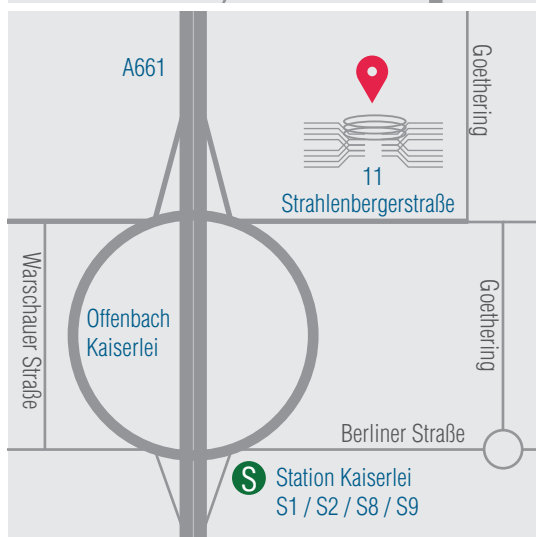 A661
Goethering
11
Strahlenbergerstraße
Warschauer Straße
Offenbach
Kaiserlei
Goethering
Berliner Straße
S
Station Kaiserlei
S1 / S2 / S8 / S9